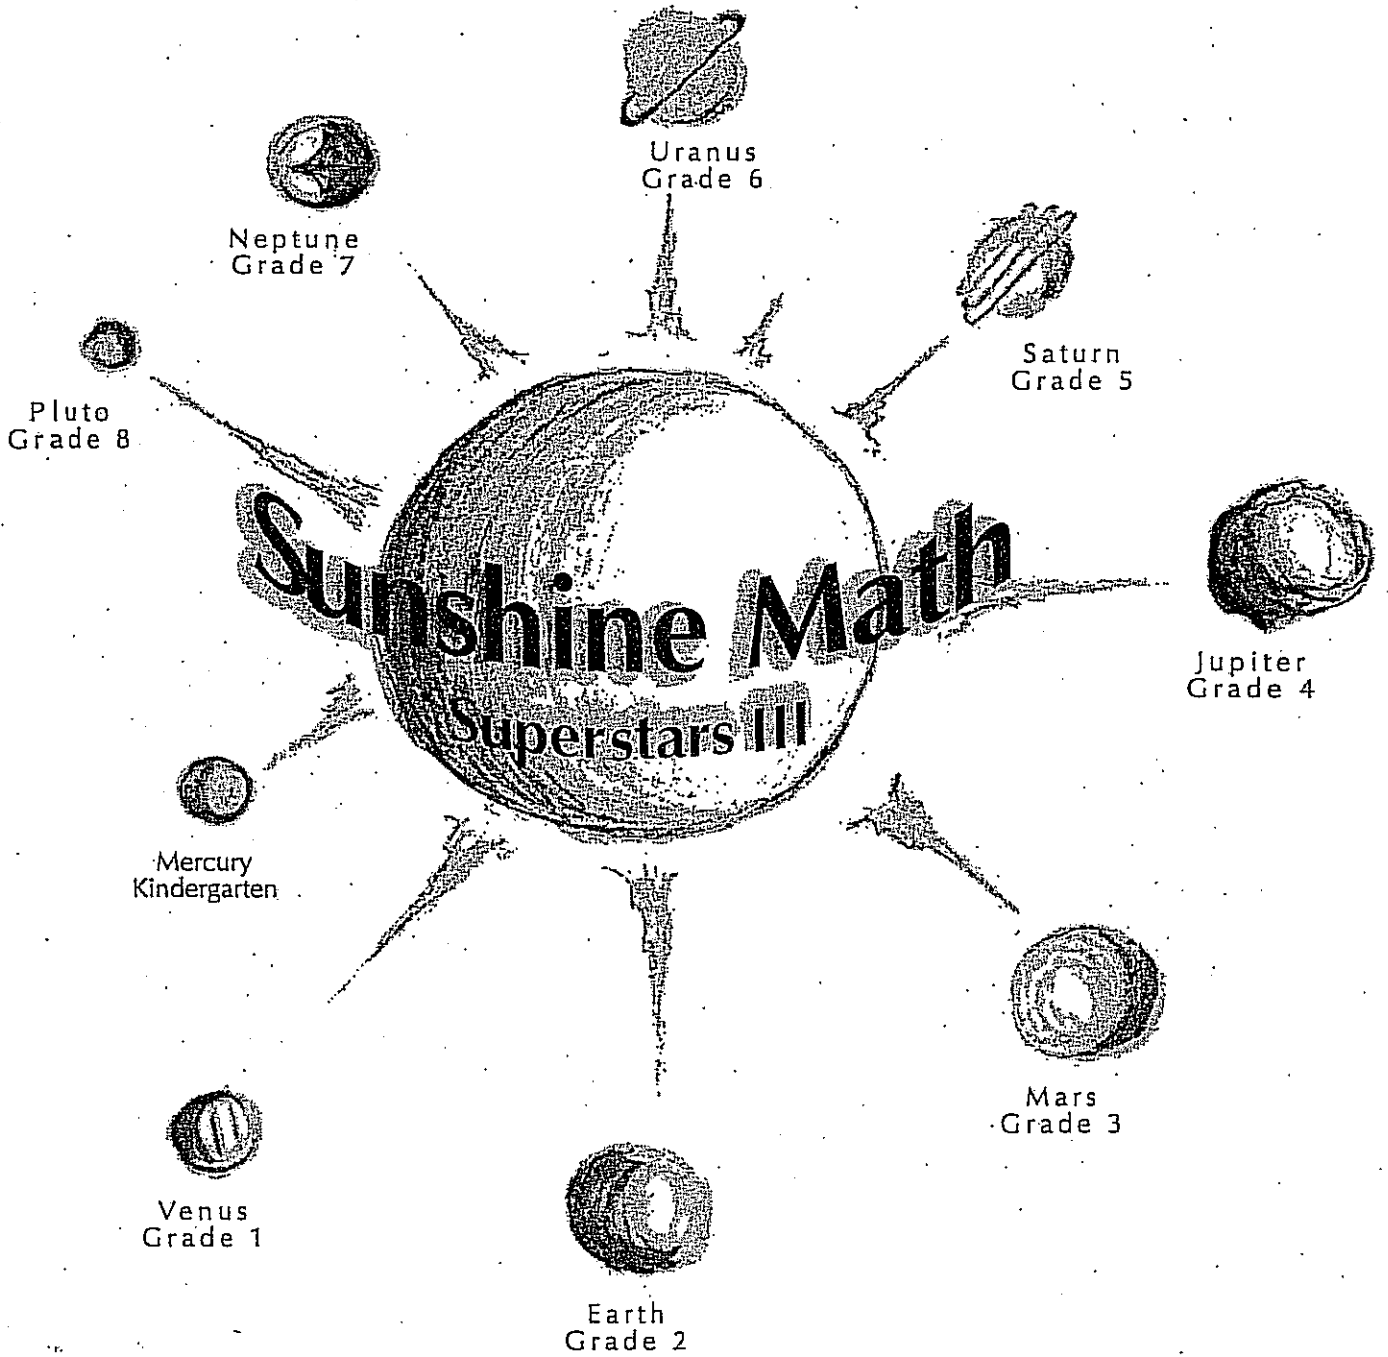 Uranus
Grade 6
Neptune
Grade 7
Saturn
Grade 5
Pluto
Grade 8
Sunshine Math
Superstars III
Jupiter
Grade 4
Mercury
Kindergarten
Mars
Grade 3
Venus
Grade 1
Earth
Grade 2